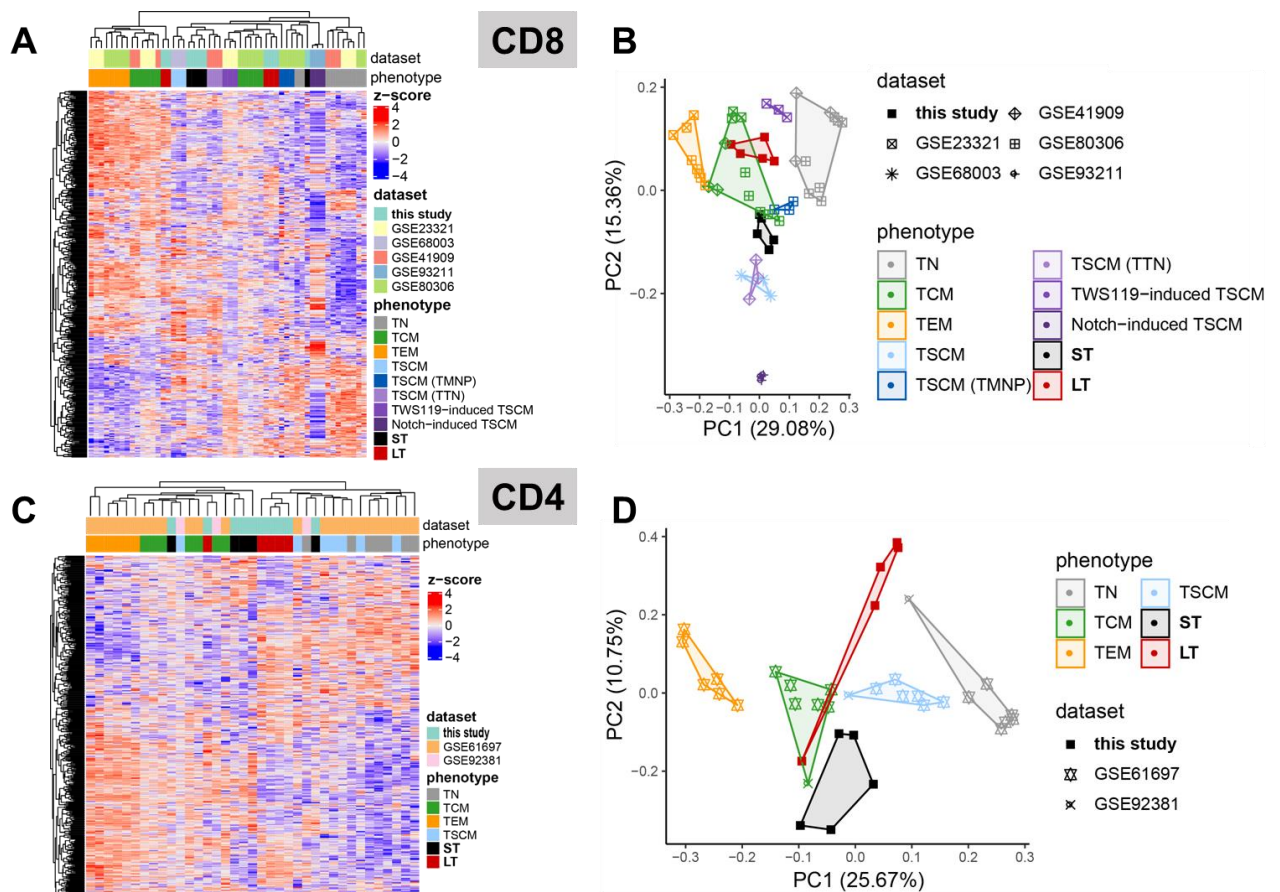 A
CD8
dataset
phenotype
z-score
4
2
0
−2
−4
dataset
this study
GSE23321
GSE68003
GSE41909
GSE93211
GSE80306
phenotype
TN
TCM
TEM
TSCM
TSCM (TMNP)
TSCM (TTN)
TWS119-induced TSCM
Notch-induced TSCM
ST
LT
B
PC2 (15.36%)
0.2
0.0
−0.2
−0.3 −0.2 −0.1 0.0 0.1 0.2 0.3
PC1 (29.08%)
dataset
this study GSE41909
GSE23321 GSE80306
GSE68003 GSE93211
phenotype
TN TSCM (TTN)
TCM TWS119−induced TSCM
TEM Notch−induced TSCM
TSCM ST
TSCM (TMNP) LT
C
CD4
dataset
phenotype
z-score
4
2
0
−2
−4
dataset
this study
GSE61697
GSE92381
phenotype
TN
TCM
TEM
TSCM
ST
LT
D
PC2 (10.75%)
0.4
0.2
0.0
−0.2
−0.3 −0.2 −0.1 0.0 0.1 0.2 0.3
PC1 (25.67%)
phenotype
TN TSCM
TCM ST
TEM LT
dataset
this study
GSE61697
GSE92381